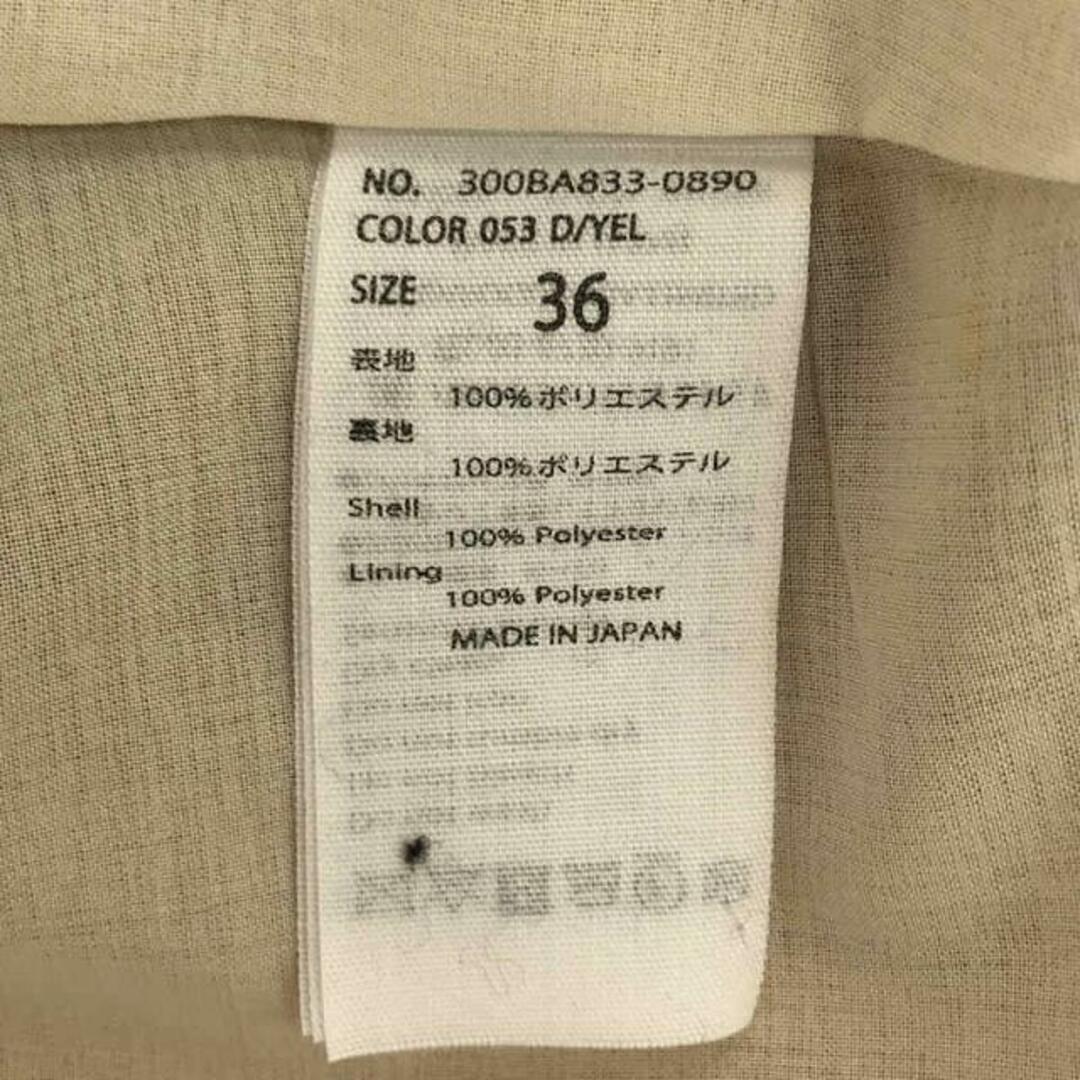 NO. 300BA833-0890
COLOR 053 D/YEL
SIZE 36
表地
100%ポリエステル
裏地
100%ポリエステル
Shell
100% Polyester
Lining
100% Polyester
MADE IN JAPAN